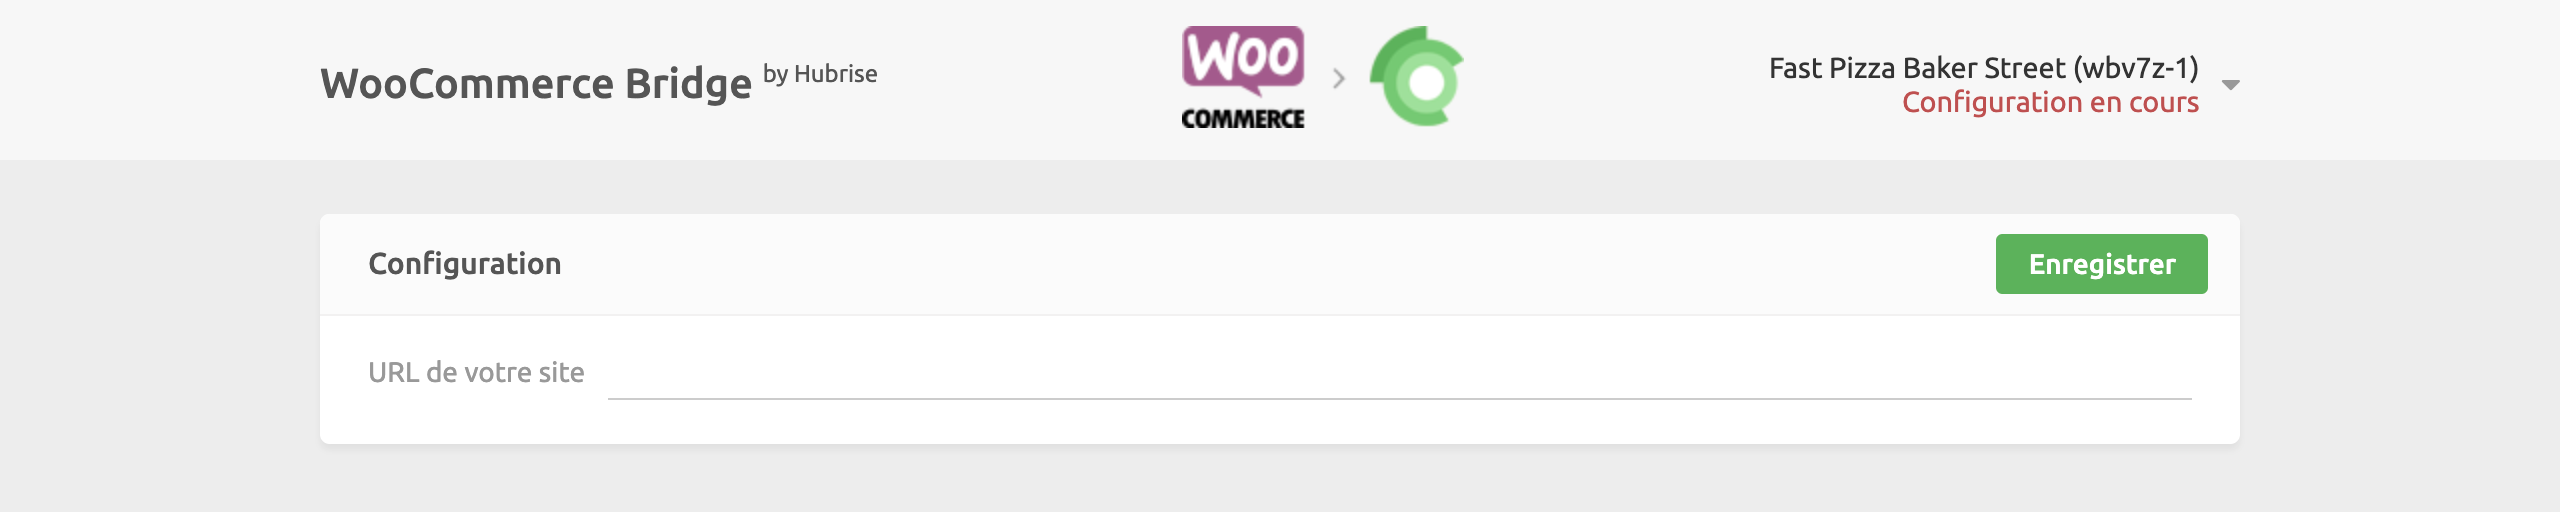 WooCommerce Bridge by Hubrise
WOO
COMMERCE
Fast Pizza Baker Street (wbv7z-1)
Configuration en cours
Configuration
Enregistrer
URL de votre site